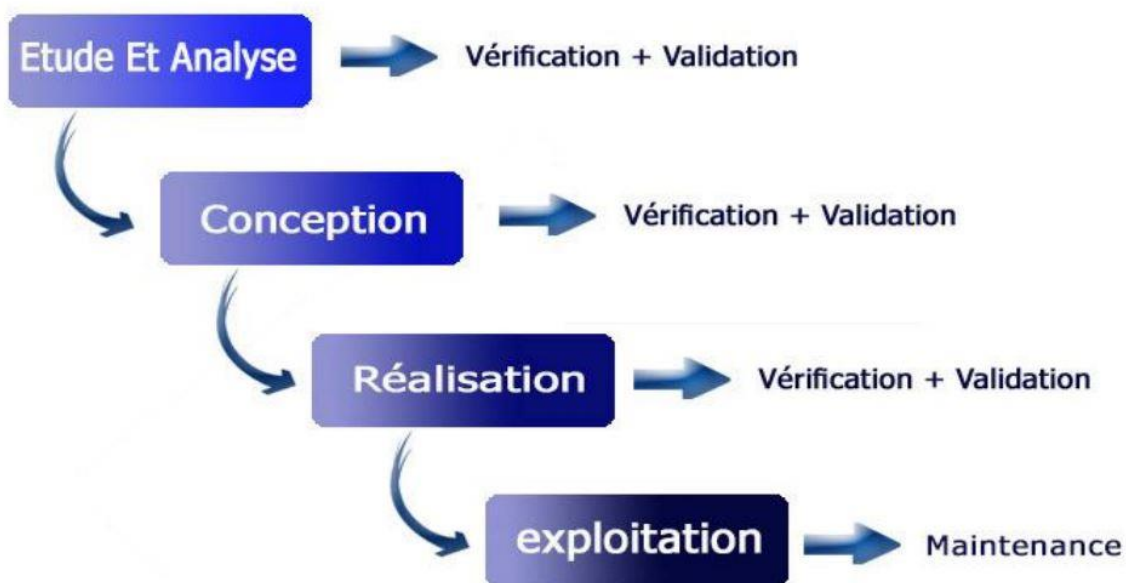 Etude Et Analyse
Vérification + Validation
Conception
Vérification + Validation
Réalisation
Vérification + Validation
exploitation
Maintenance